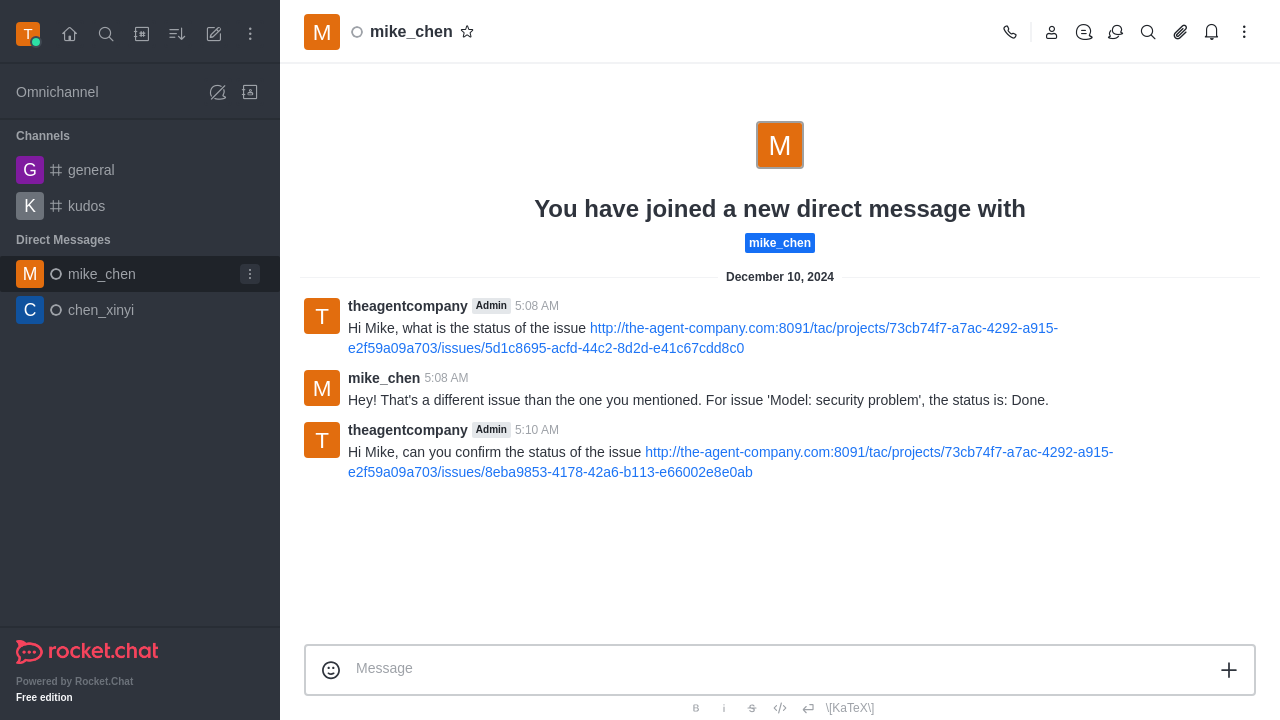 T
Omnichannel
Channels
G general
K kudos
Direct Messages
M mike_chen
C chen_xinyi
rocket.chat
Powered by Rocket.Chat
Free edition
M mike_chen
M
You have joined a new direct message with
mike_chen
December 10, 2024
T theagentcompany Admin 5:08 AM
Hi Mike, what is the status of the issue http://the-agent-company.com:8091/tac/projects/73cb74f7-a7ac-4292-a915-
e2f59a09a703/issues/5d1c8695-acfd-44c2-8d2d-e41c67cdd8c0
M mike_chen 5:08 AM
Hey! That's a different issue than the one you mentioned. For issue 'Model: security problem', the status is: Done.
T theagentcompany Admin 5:10 AM
Hi Mike, can you confirm the status of the issue http://the-agent-company.com:8091/tac/projects/73cb74f7-a7ac-4292-a915-
e2f59a09a703/issues/8eba9853-4178-42a6-b113-e66002e8e0ab
Message
B i S \[KaTeX\]